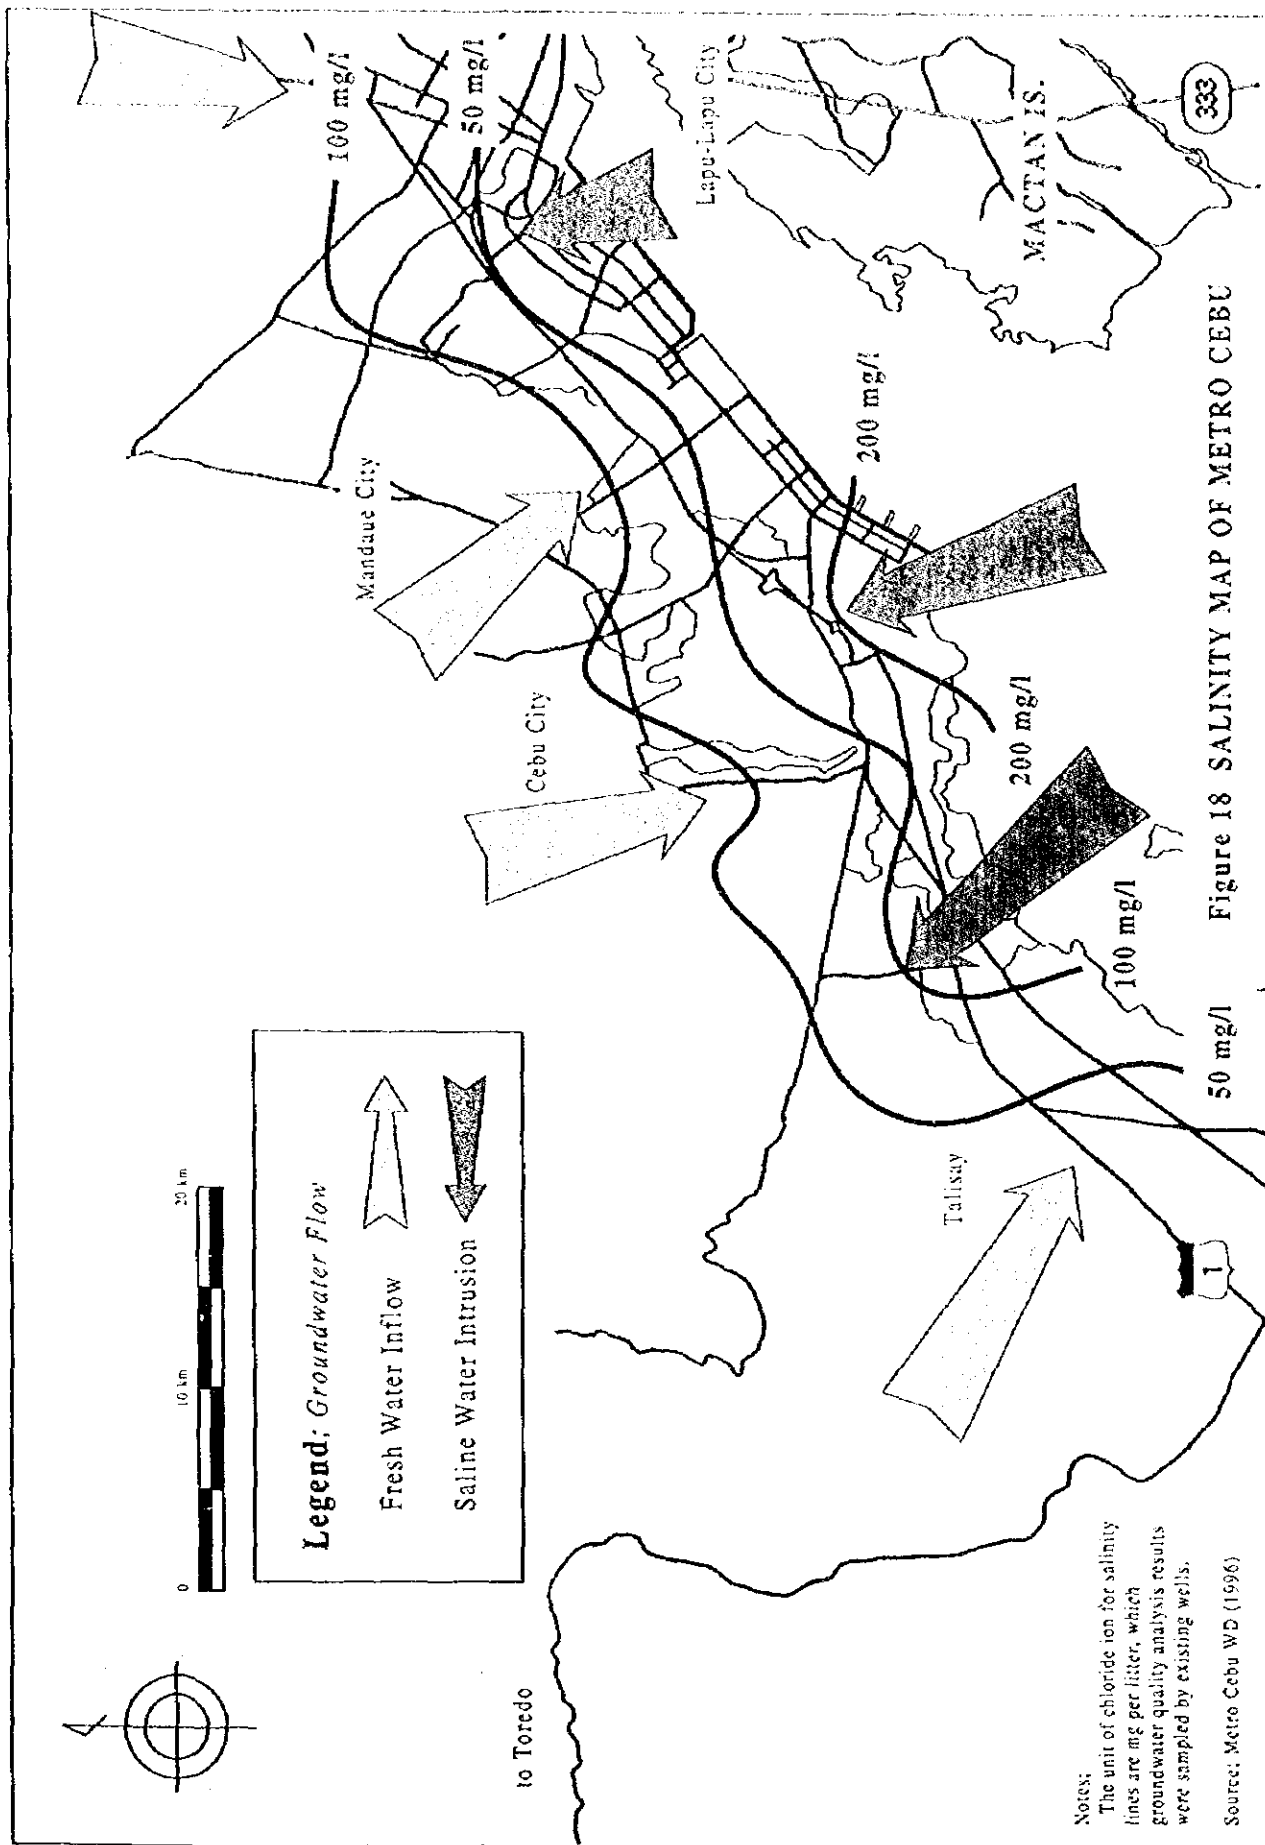 0
10 km
20 km
Legend; Groundwater Flow
Fresh Water Inflow
Saline Water Intrusion
100 mg/l
50 mg/l
Mandaue City
Cebu City
Lapu-Lapu City
to Toredo
Talisay
200 mg/l
200 mg/l
100 mg/l
50 mg/l
MACTAN IS.
333
1
Notes;
The unit of chloride ion for salinity
lines are mg per litter, which
groundwater quality analysis results
were sampled by existing wells.
Source; Metro Cebu WD (1996)
Figure 18 SALINITY MAP OF METRO CEBU